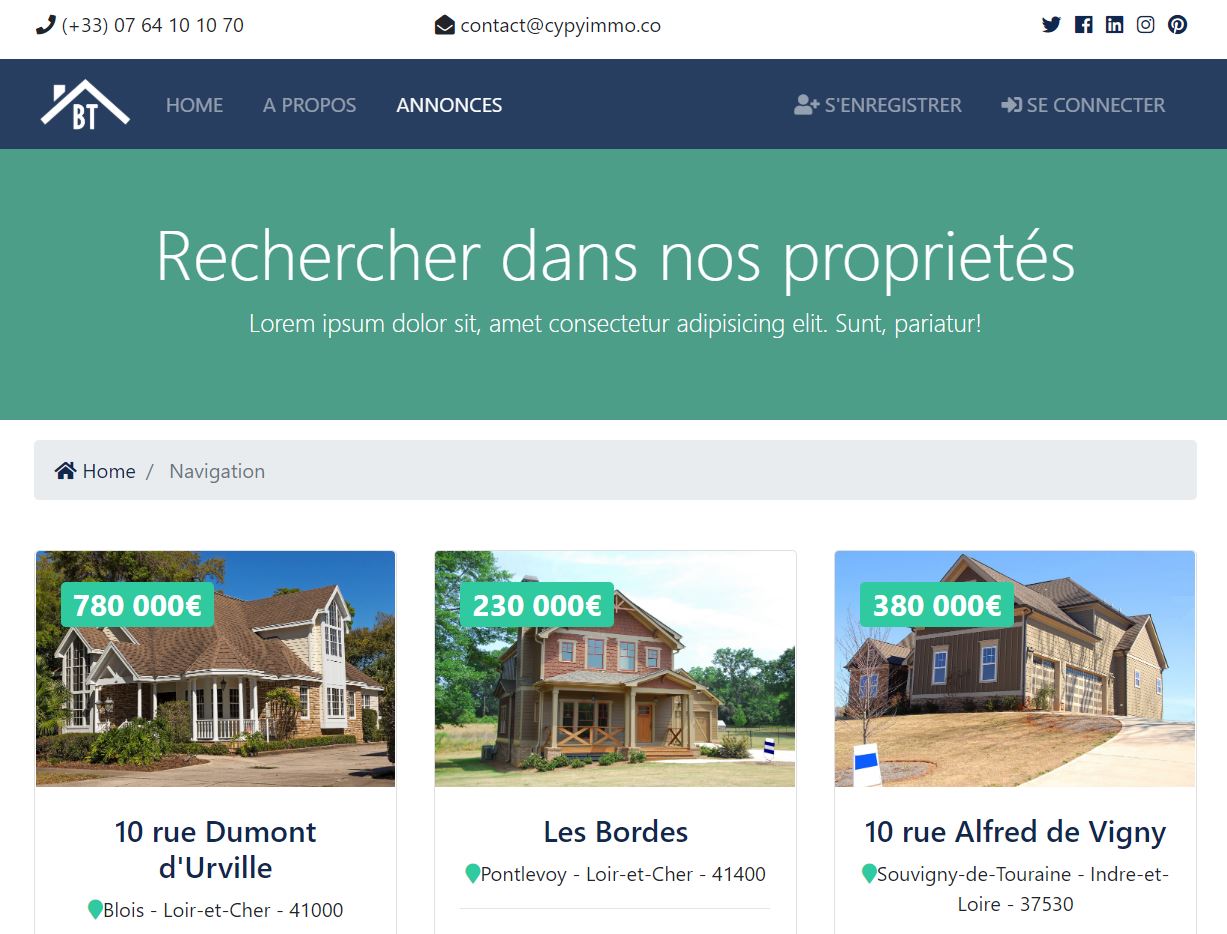 (+33) 07 64 10 10 70
contact@cypyimmo.co
BT
HOME
A PROPOS
ANNONCES
S'ENREGISTRER
SE CONNECTER
Rechercher dans nos proprietés
Lorem ipsum dolor sit, amet consectetur adipisicing elit. Sunt, pariatur!
Home / Navigation
780 000€
10 rue Dumont
d'Urville
Blois - Loir-et-Cher - 41000
230 000€
Les Bordes
Pontlevoy - Loir-et-Cher - 41400
380 000€
10 rue Alfred de Vigny
Souvigny-de-Touraine - Indre-et-
Loire - 37530